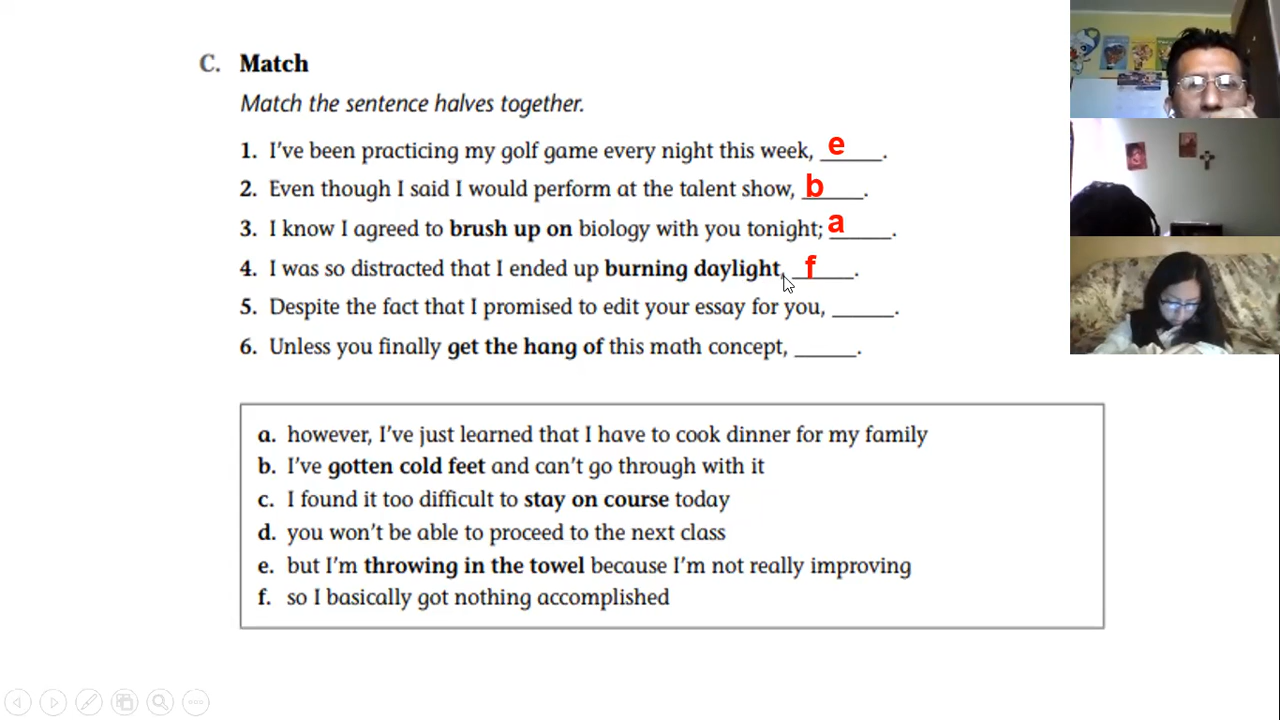 C. Match
Match the sentence halves together.
1. I've been practicing my golf game every night this week, __e__.
2. Even though I said I would perform at the talent show, __b__.
3. I know I agreed to brush up on biology with you tonight; __a__.
4. I was so distracted that I ended up burning daylight, __f__.
5. Despite the fact that I promised to edit your essay for you, _____.
6. Unless you finally get the hang of this math concept, _____.
a. however, I've just learned that I have to cook dinner for my family
b. I've gotten cold feet and can't go through with it
c. I found it too difficult to stay on course today
d. you won't be able to proceed to the next class
e. but I'm throwing in the towel because I'm not really improving
f. so I basically got nothing accomplished